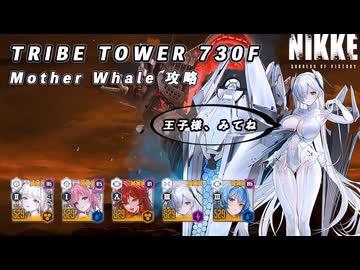 TRIBE TOWER 730F
NIKKE
GODDESS OF VICTORY
Mother Whale 攻略
王子様、みてね